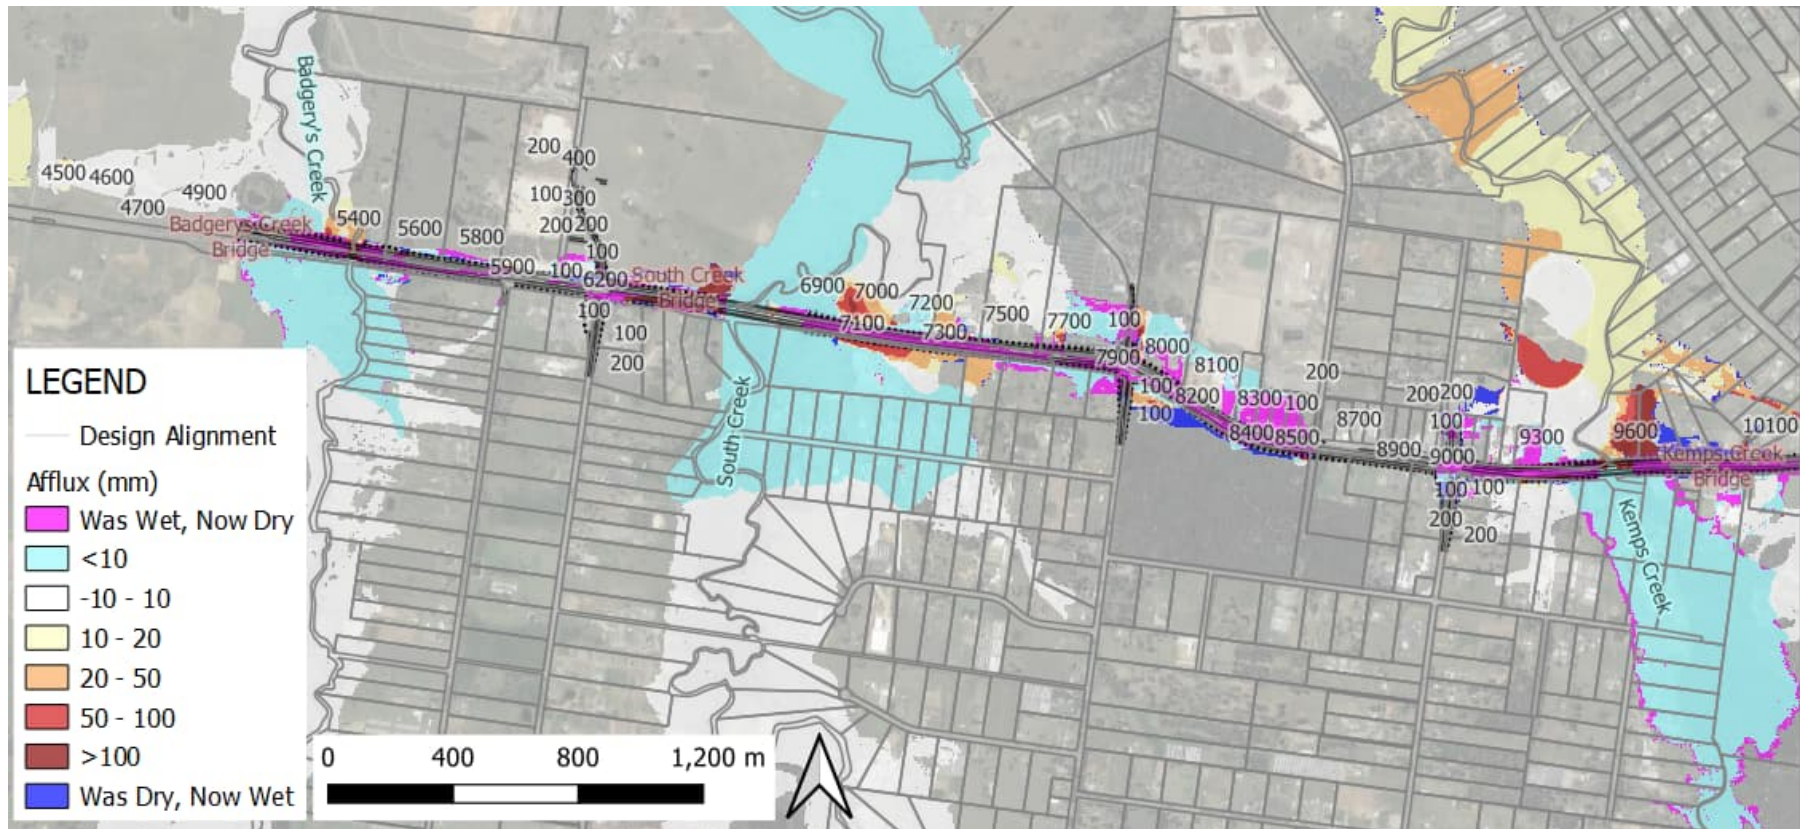 Badgery's Creek
4500
4600
4700
4900
Badgerys Creek
Bridge
5400
5600
5800
5900
200
400
100
300
200
200
100
100
6200
100
100
200
South Creek
Bridge
South Creek
6900
7000
7100
7200
7300
7500
7700
100
7900
8000
100
100
8100
8200
8300
100
200
8400
8500
8700
8900
200
200
100
9000
100
100
200
200
9300
9600
10100
Kemps Creek
Bridge
Kemps Creek
LEGEND
Design Alignment
Afflux (mm)
Was Wet, Now Dry
<10
-10 - 10
10 - 20
20 - 50
50 - 100
>100
Was Dry, Now Wet
0 400 800 1,200 m